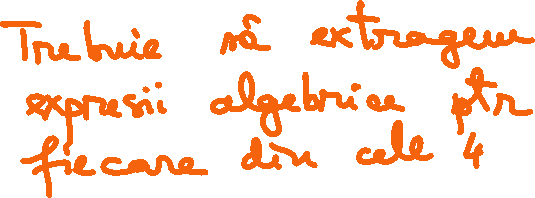 Trebuie să extragem
expresii algebrice ptr
fiecare din cele 4